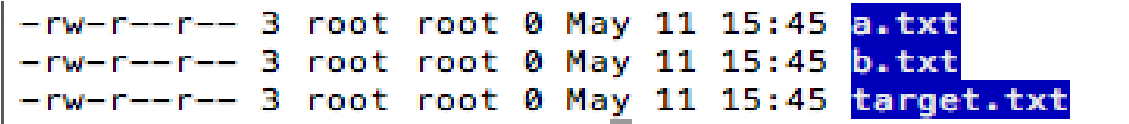 -rw-r--r-- 3 root root 0 May 11 15:45 a.txt
-rw-r--r-- 3 root root 0 May 11 15:45 b.txt
-rw-r--r-- 3 root root 0 May 11 15:45 target.txt